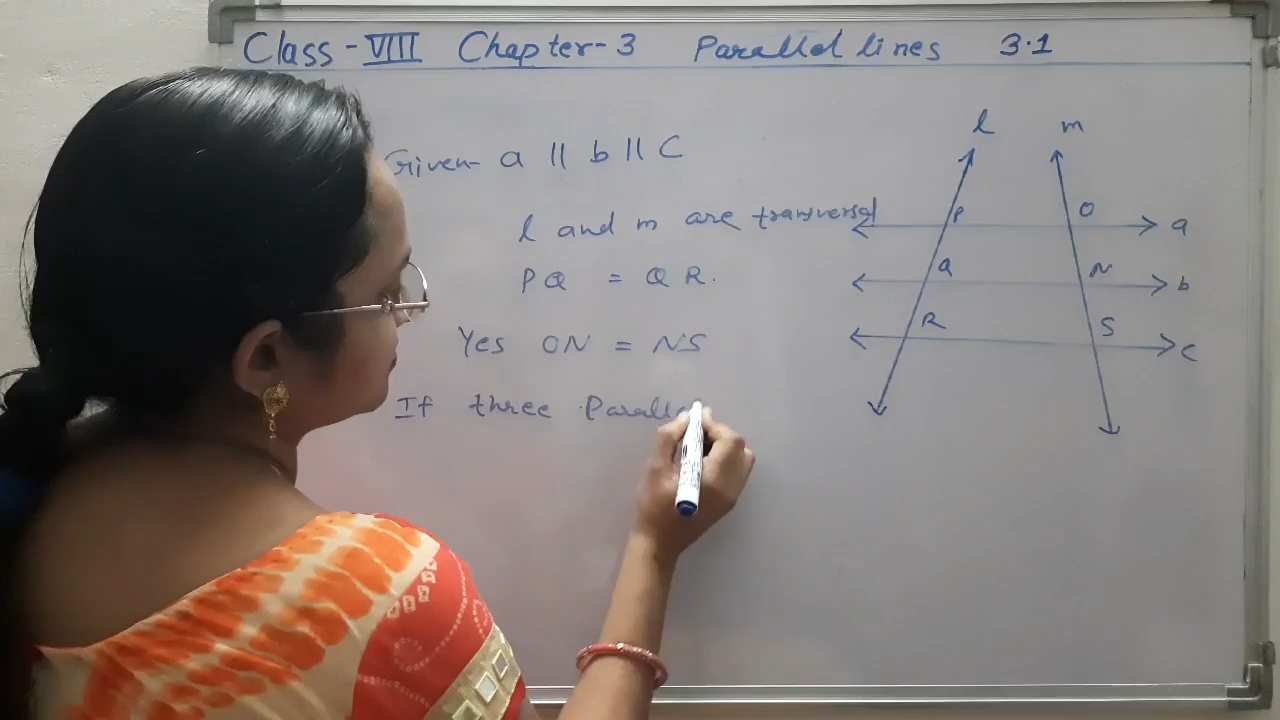 Class - VIII Chapter - 3 Parallel lines 3.1
Given - a || b || C
l and m are transversal
PQ = QR.
Yes ON = NS
If three Parall
l m
P O a
Q N b
R S c